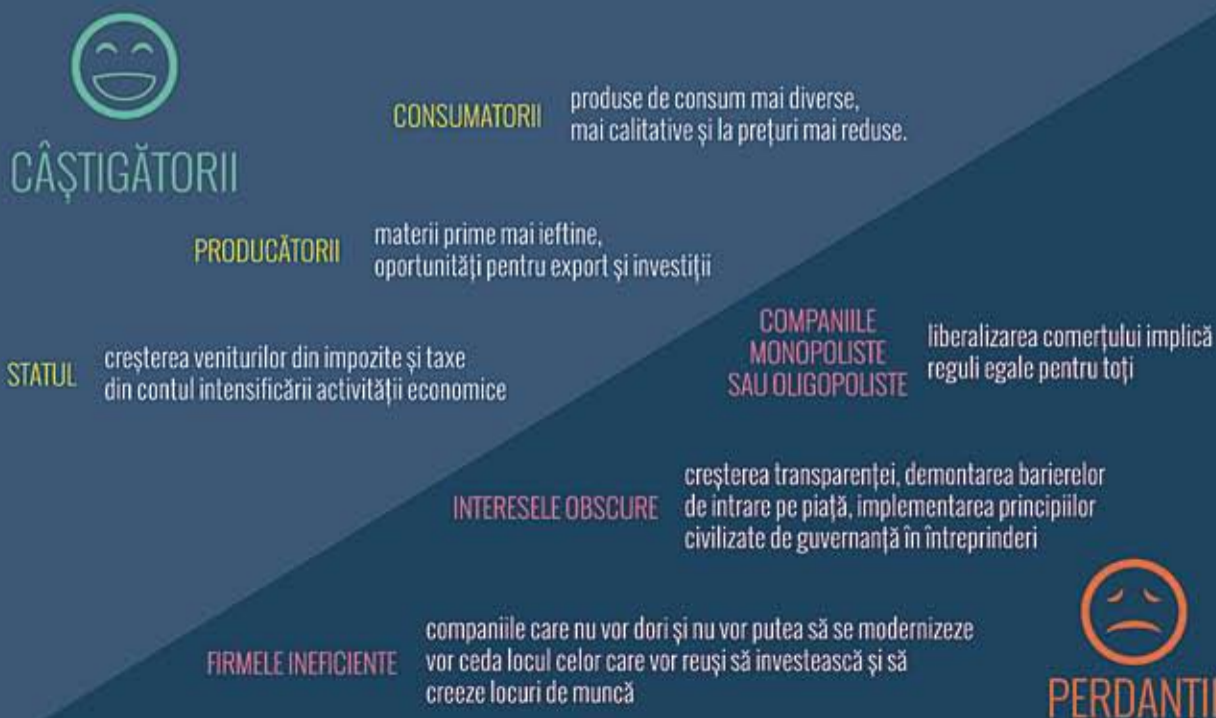 CÂȘTIGĂTORII
CONSUMATORII
produse de consum mai diverse,
mai calitative și la prețuri mai reduse.
PRODUCĂTORII
materii prime mai ieftine,
oportunități pentru export și investiții
STATUL
creșterea veniturilor din impozite și taxe
din contul intensificării activității economice
COMPANIILE
MONOPOLISTE
SAU OLIGOPOLISTE
liberalizarea comerțului implică
reguli egale pentru toți
INTERESELE OBSCURE
creșterea transparenței, demontarea barierelor
de intrare pe piață, implementarea principiilor
civilizate de guvernanță în întreprinderi
FIRMELE INEFICIENTE
companiile care nu vor dori și nu vor putea să se modernizeze
vor ceda locul celor care vor reuși să investească și să
creeze locuri de muncă
PERDANȚII